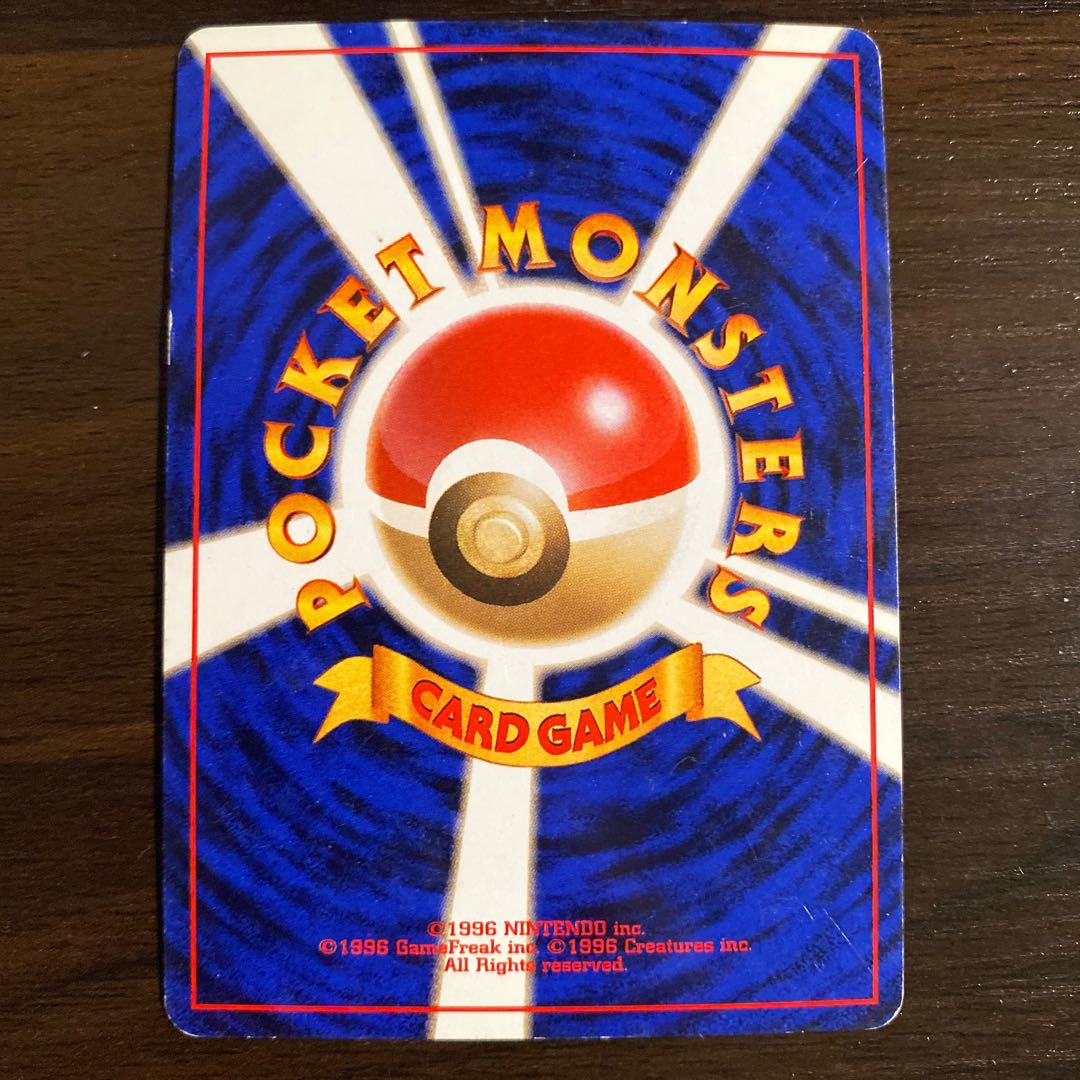 POCKET MONSTERS
CARD GAME
©1996 NINTENDO inc.
©1996 GameFreak inc. ©1996 Creatures inc.
All Rights reserved.